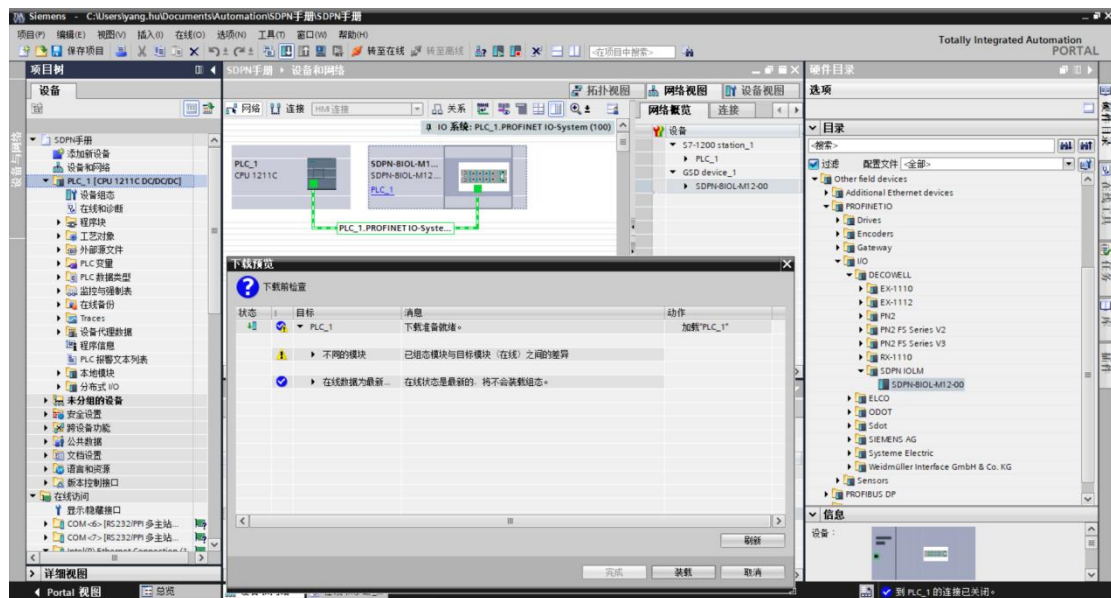 Siemens - C:\Users\yang.hu\Documents\Automation\SDPN手册\SDPN手册
项目(P) 编辑(E) 视图(V) 插入(I) 在线(O) 选项(N) 工具(T) 窗口(W) 帮助(H)
Totally Integrated Automation
PORTAL
保存项目 转至在线 转至离线 <在项目中搜索>
项目树
设备
设备与网络
SDPN手册
添加新设备
设备和网络
PLC_1 [CPU 1211C DC/DC/DC]
设备组态
在线和诊断
程序块
工艺对象
外部源文件
PLC 变量
PLC 数据类型
监控与强制表
在线备份
Traces
设备代理数据
程序信息
PLC 报警文本列表
本地模块
分布式 I/O
未分组的设备
安全设置
跨设备功能
公共数据
文档设置
语言和资源
版本控制接口
在线访问
显示/隐藏接口
COM <6> [RS232/PPI 多主站...
COM <7> [RS232/PPI 多主站...
详细视图
SDPN手册 ▸ 设备和网络
拓扑视图 网络视图 设备视图
网络 连接 HMI 连接 关系
IO 系统: PLC_1.PROFINET IO-System (100)
PLC_1
CPU 1211C
SDPN-BIOL-M1...
SDPN-BIOL-M12...
PLC_1
PLC_1.PROFINET IO-Syste...
网络概览 连接
设备
S7-1200 station_1
PLC_1
GSD device_1
SDPN-BIOL-M12-00
下载预览
下载前检查
状态 ! 目标 消息 动作
PLC_1 下载准备就绪。 加载“PLC_1”
不同的模块 已组态模块与目标模块（在线）之间的差异
在线数据为最新... 在线状态是最新的. 将不会装载组态。
刷新
完成 装载 取消
硬件目录
选项
目录
<搜索>
过滤 配置文件 <全部>
Other field devices
Additional Ethernet devices
PROFINET IO
Drives
Encoders
Gateway
I/O
DECOWELL
EX-1110
EX-1112
PN2
PN2 FS Series V2
PN2 FS Series V3
RX-1110
SDPN IOLM
SDPN-BIOL-M12-00
ELCO
ODOT
Sdot
SIEMENS AG
Systeme Electric
Weidmüller Interface GmbH & Co. KG
Sensors
PROFIBUS DP
信息
设备：
Portal 视图 总览
到 PLC_1 的连接已关闭。